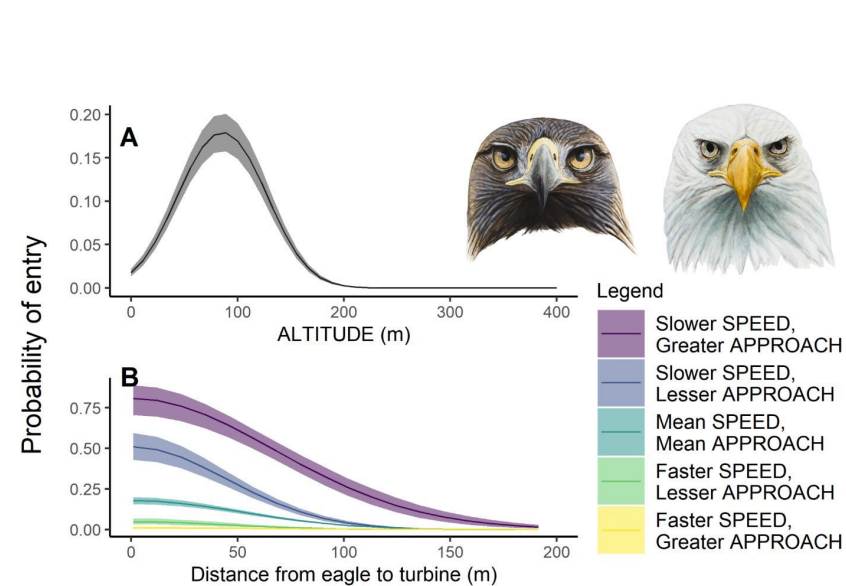 Probability of entry
A
0.20
0.15
0.10
0.05
0.00
0
100
200
300
400
ALTITUDE (m)
B
0.75
0.50
0.25
0.00
0
50
100
150
200
Distance from eagle to turbine (m)
Legend
Slower SPEED,
Greater APPROACH
Slower SPEED,
Lesser APPROACH
Mean SPEED,
Mean APPROACH
Faster SPEED,
Lesser APPROACH
Faster SPEED,
Greater APPROACH